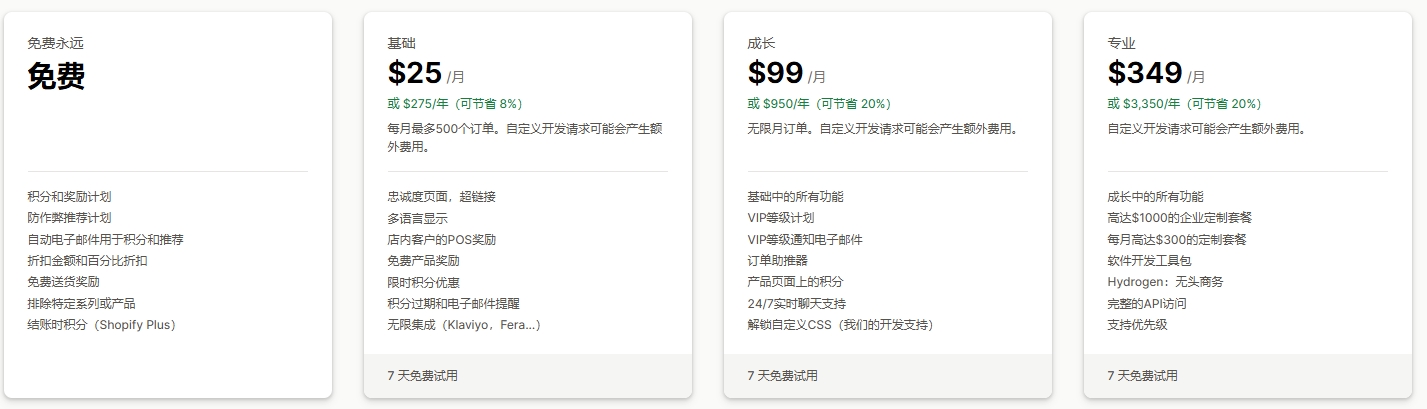 免费永远
免费
积分和奖励计划
防作弊推荐计划
自动电子邮件用于积分和推荐
折扣金额和百分比折扣
免费送货奖励
排除特定系列或产品
结账时积分（Shopify Plus）
基础
$25 /月
或 $275/年（可节省 8%）
每月最多500个订单。自定义开发请求可能会产生额
外费用。
忠诚度页面，超链接
多语言显示
店内客户的POS奖励
免费产品奖励
限时积分优惠
积分过期和电子邮件提醒
无限集成（Klaviyo，Fera...）
7 天免费试用
成长
$99 /月
或 $950/年（可节省 20%）
无限月订单。自定义开发请求可能会产生额外费用。
基础中的所有功能
VIP等级计划
VIP等级通知电子邮件
订单助推器
产品页面上的积分
24/7实时聊天支持
解锁自定义CSS（我们的开发支持）
7 天免费试用
专业
$349 /月
或 $3,350/年（可节省 20%）
自定义开发请求可能会产生额外费用。
成长中的所有功能
高达$1000的企业定制套餐
每月高达$300的定制套餐
软件开发工具包
Hydrogen：无头商务
完整的API访问
支持优先级
7 天免费试用